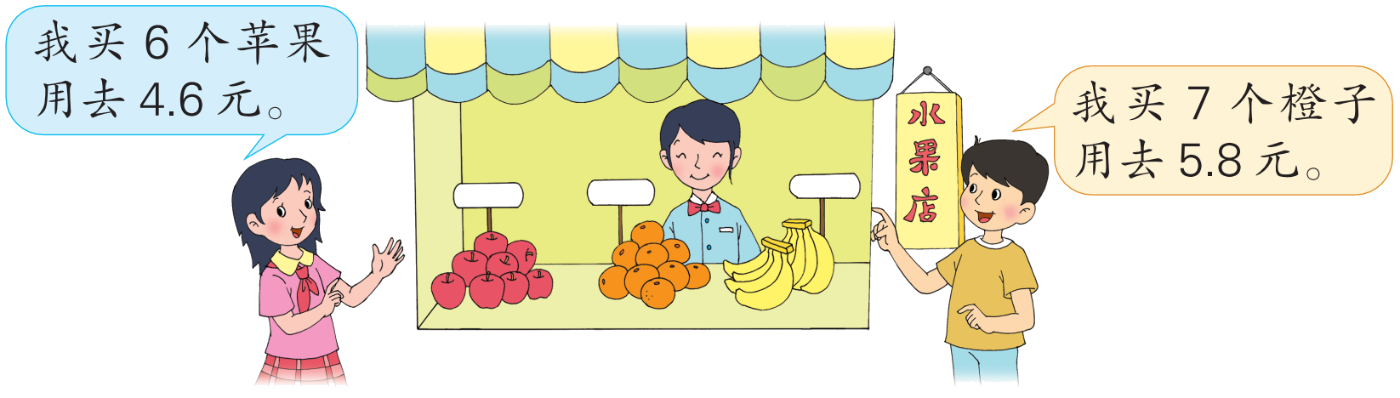 我买 6 个苹果
用去 4.6 元。
水果店
我买 7 个橙子
用去 5.8 元。